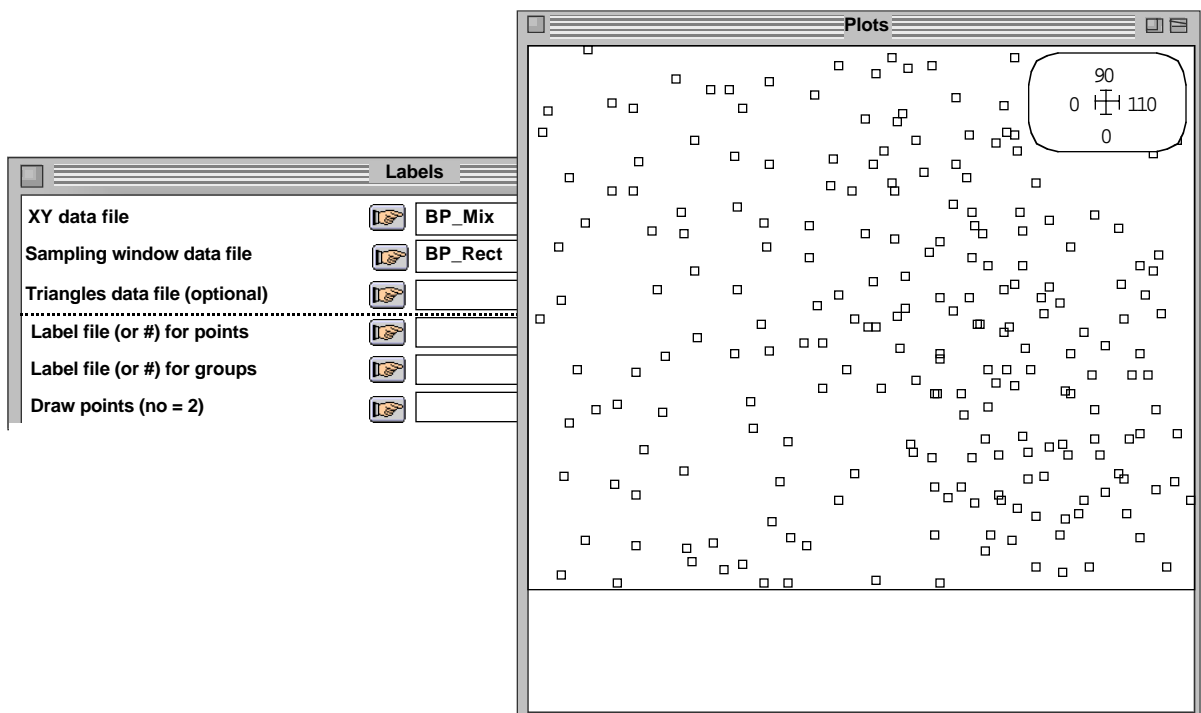 Plots
90
0 110
0
Labels
XY data file BP_Mix
Sampling window data file BP_Rect
Triangles data file (optional)
Label file (or #) for points
Label file (or #) for groups
Draw points (no = 2)